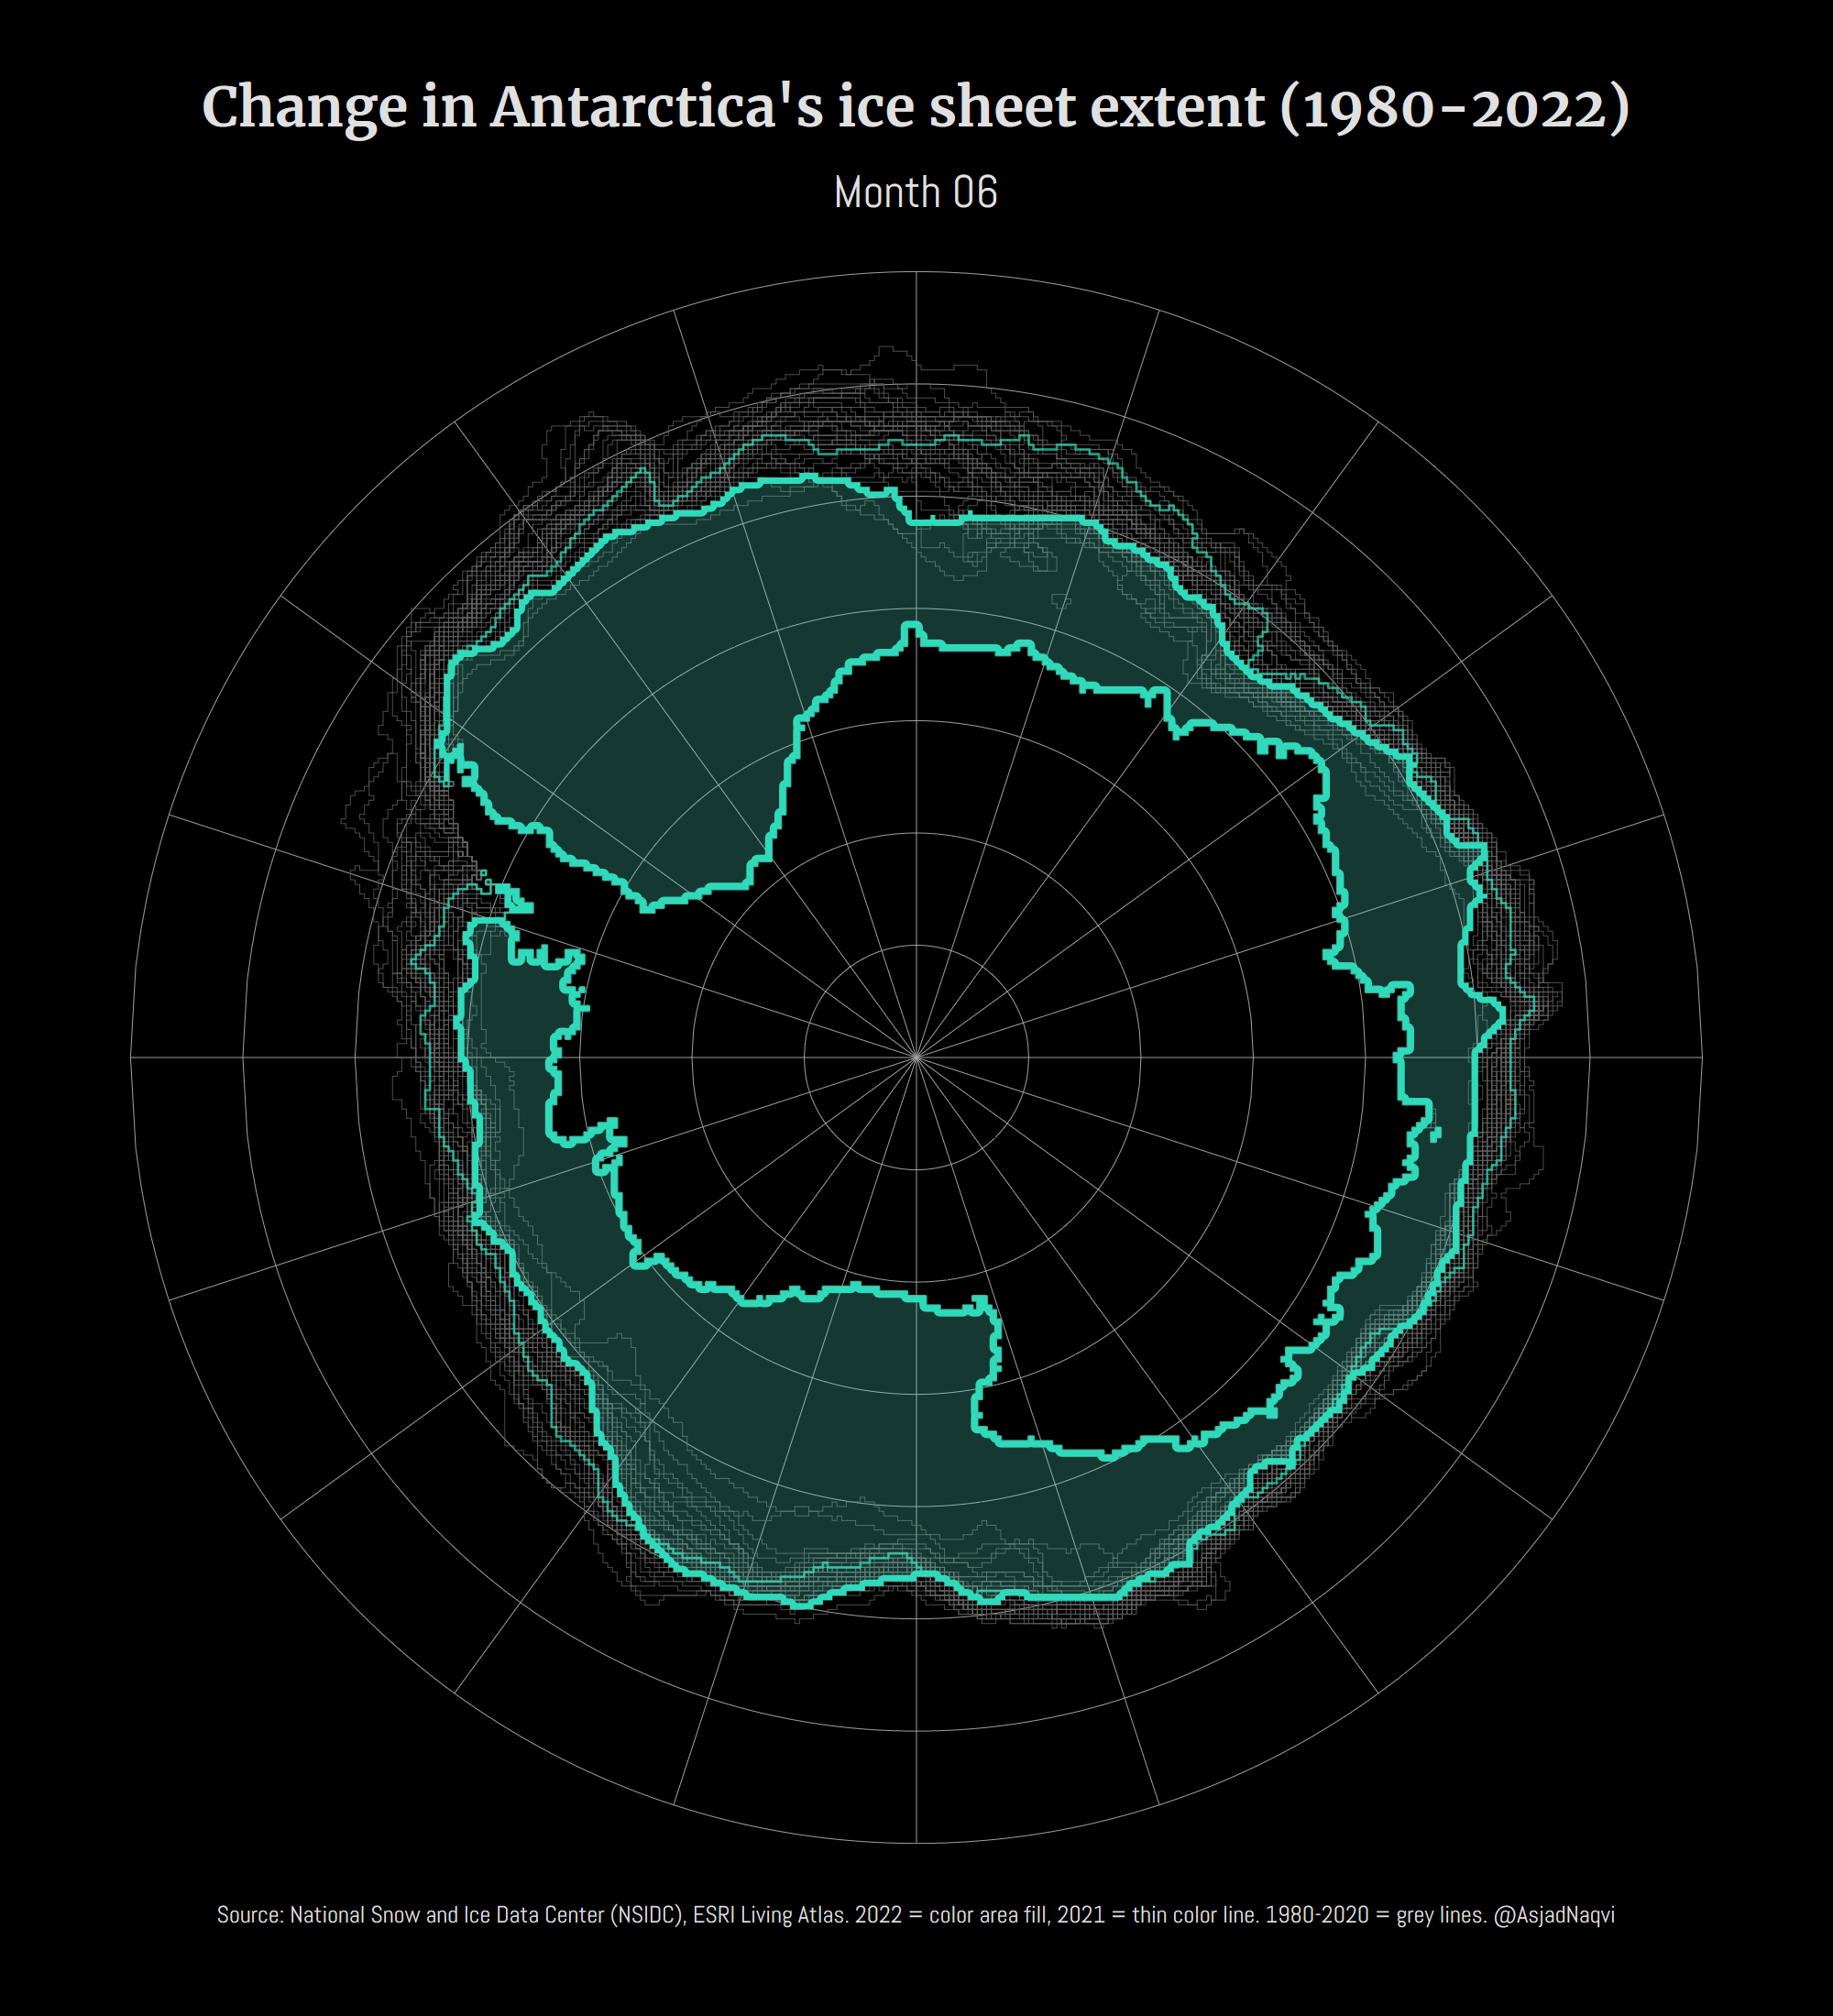 Change in Antarctica's ice sheet extent (1980-2022)
Month 06
Source: National Snow and Ice Data Center (NSIDC), ESRI Living Atlas. 2022 = color area fill, 2021 = thin color line. 1980-2020 = grey lines. @AsjadNaqvi